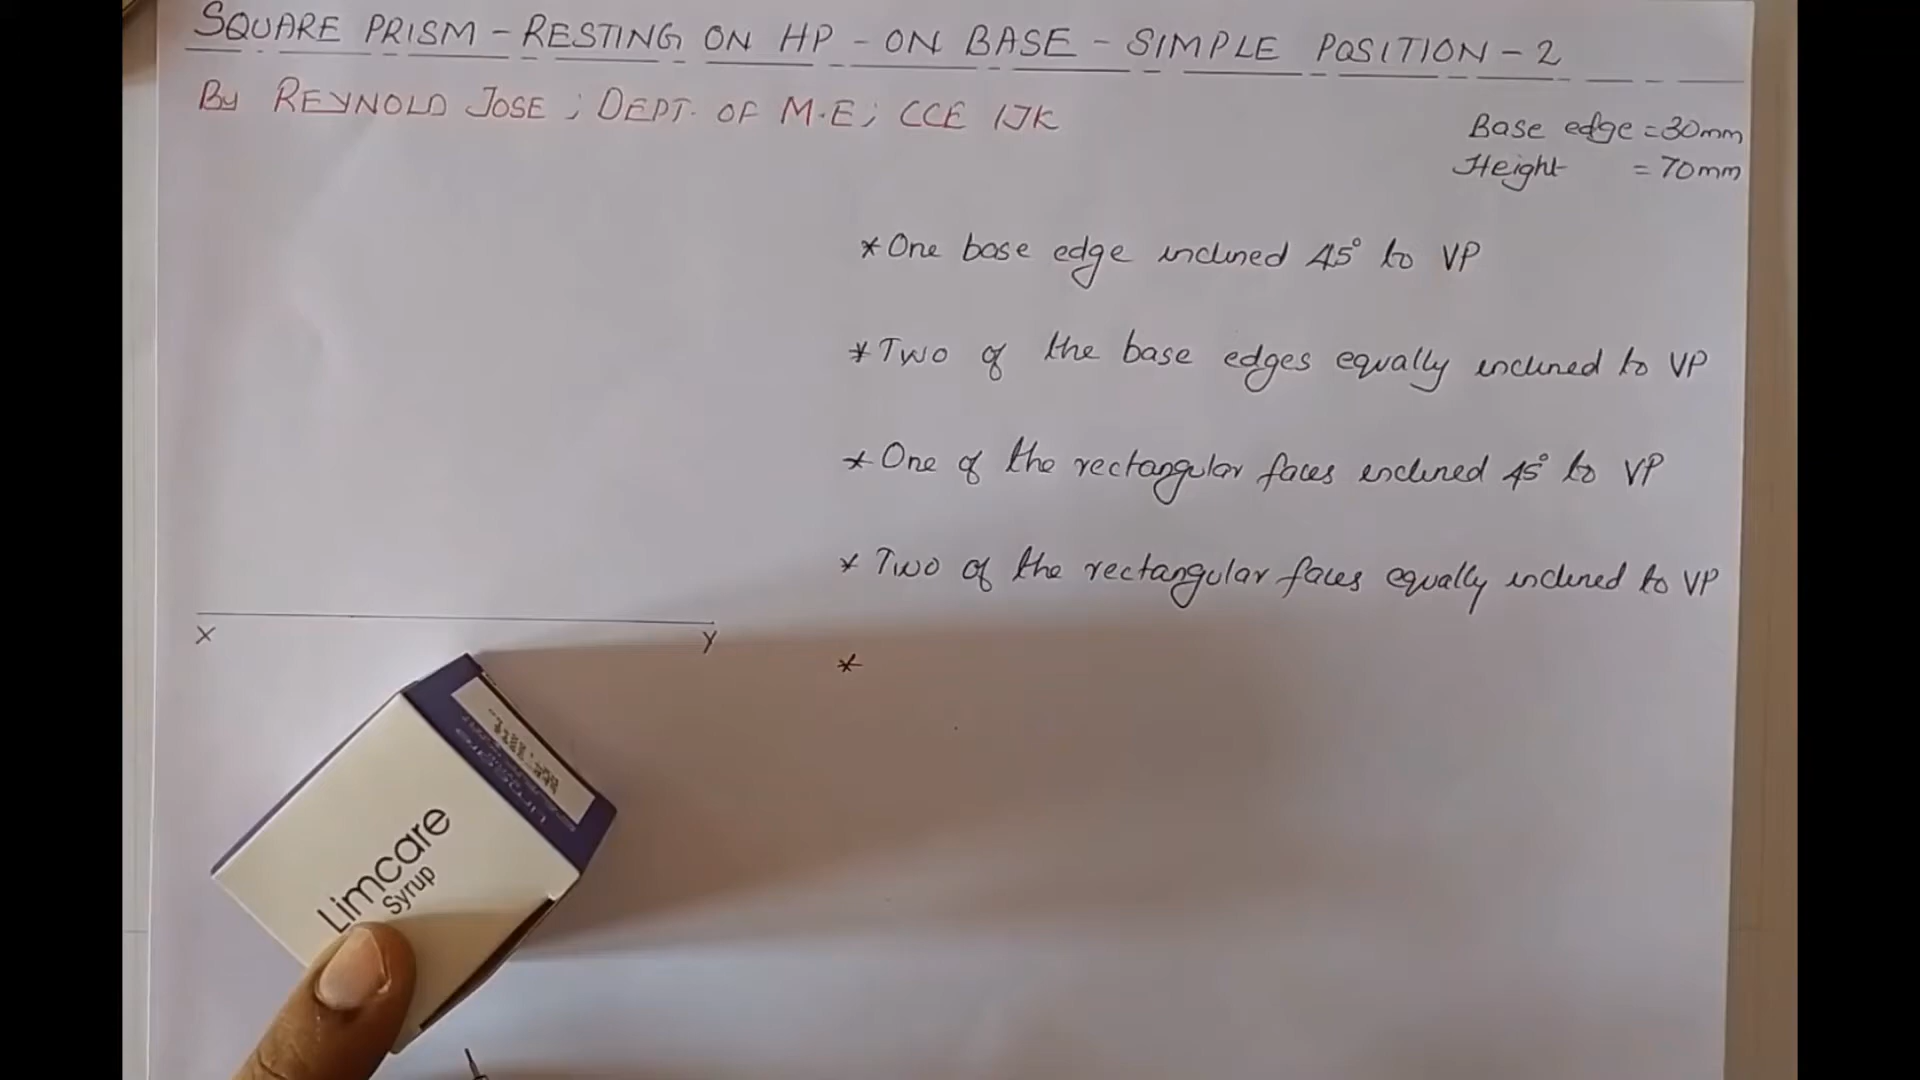 SQUARE PRISM - RESTING ON HP - ON BASE - SIMPLE POSITION - 2
By REYNOLD JOSE ; DEPT. OF M.E; CCE IJK
Base edge = 30mm
Height = 70mm
* One base edge inclined 45° to VP
* Two of the base edges equally inclined to VP
* One of the rectangular faces inclined 45° to VP
* Two of the rectangular faces equally inclined to VP
X Y
*
Limcare
Syrup